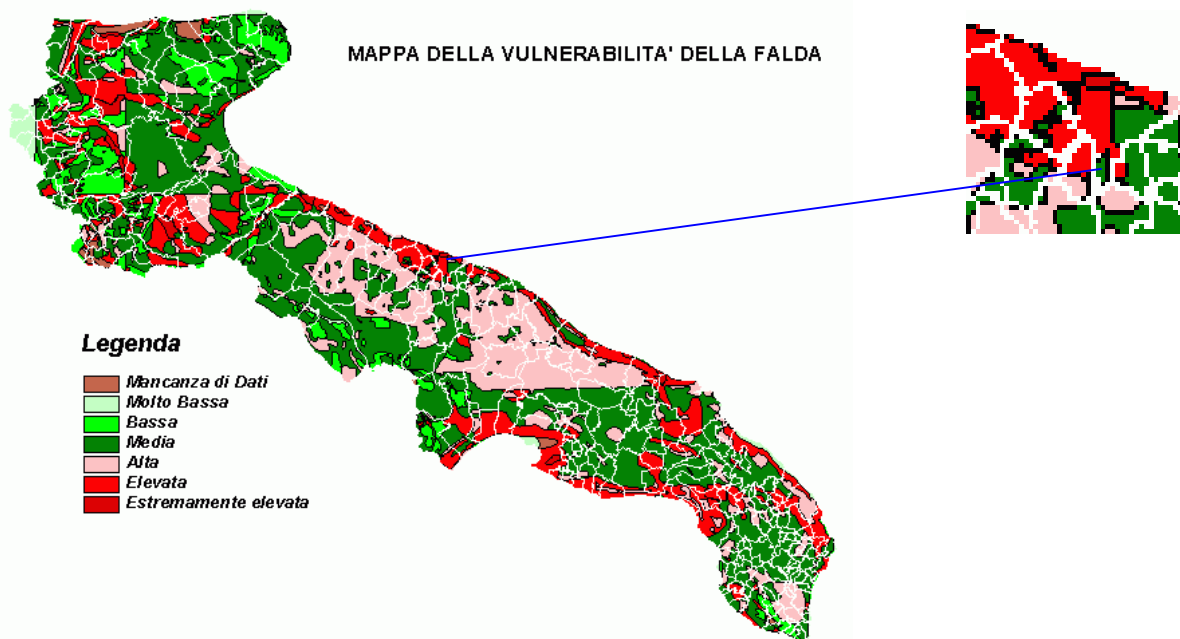 MAPPA DELLA VULNERABILITA' DELLA FALDA
Legenda
Mancanza di Dati
Molto Bassa
Bassa
Media
Alta
Elevata
Estremamente elevata